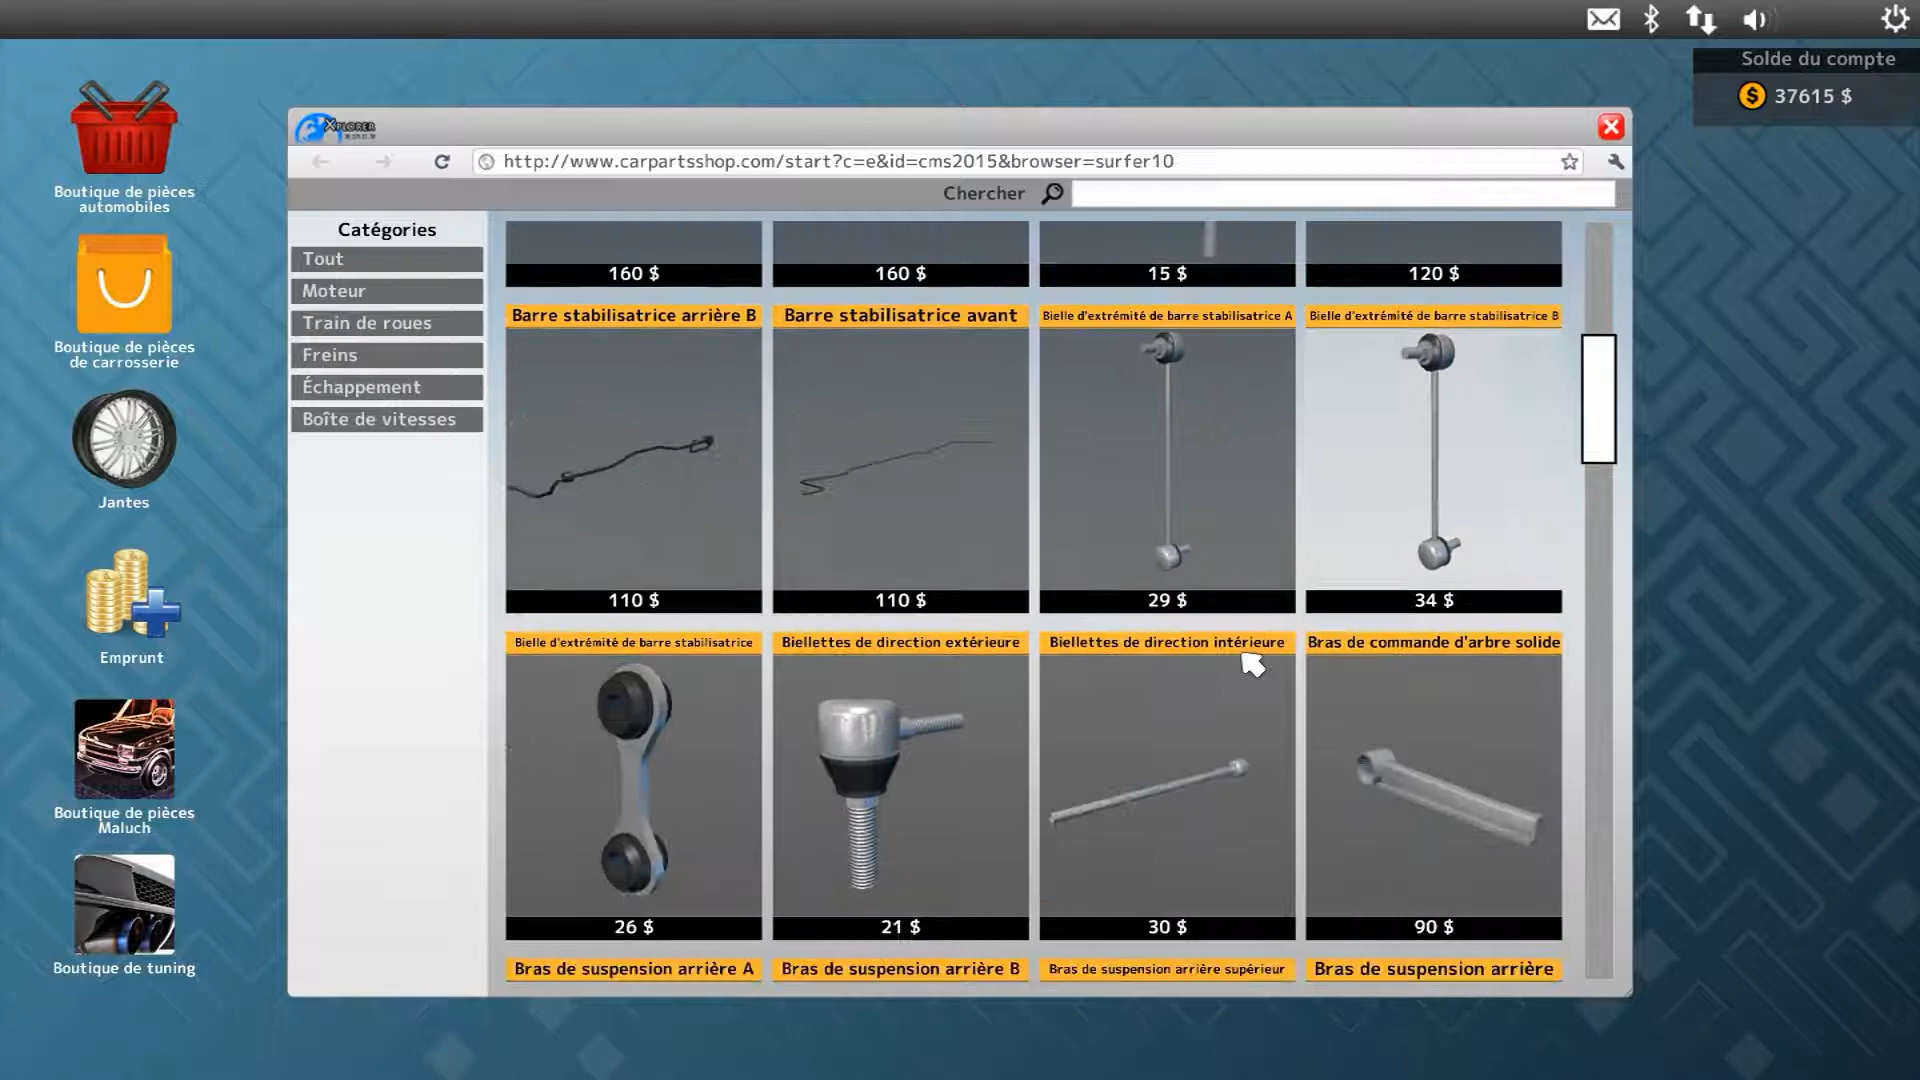 Solde du compte
37615 $
Boutique de pièces
automobiles
Boutique de pièces
de carrosserie
Jantes
Emprunt
Boutique de pièces
Maluch
Boutique de tuning
XPLORER
http://www.carpartsshop.com/start?c=e&id=cms2015&browser=surfer10
Chercher
Catégories
Tout
Moteur
Train de roues
Freins
Échappement
Boîte de vitesses
160 $
160 $
15 $
120 $
Barre stabilisatrice arrière B
Barre stabilisatrice avant
Bielle d'extrémité de barre stabilisatrice A
Bielle d'extrémité de barre stabilisatrice B
110 $
110 $
29 $
34 $
Bielle d'extrémité de barre stabilisatrice
Biellettes de direction extérieure
Biellettes de direction intérieure
Bras de commande d'arbre solide
26 $
21 $
30 $
90 $
Bras de suspension arrière A
Bras de suspension arrière B
Bras de suspension arrière supérieur
Bras de suspension arrière